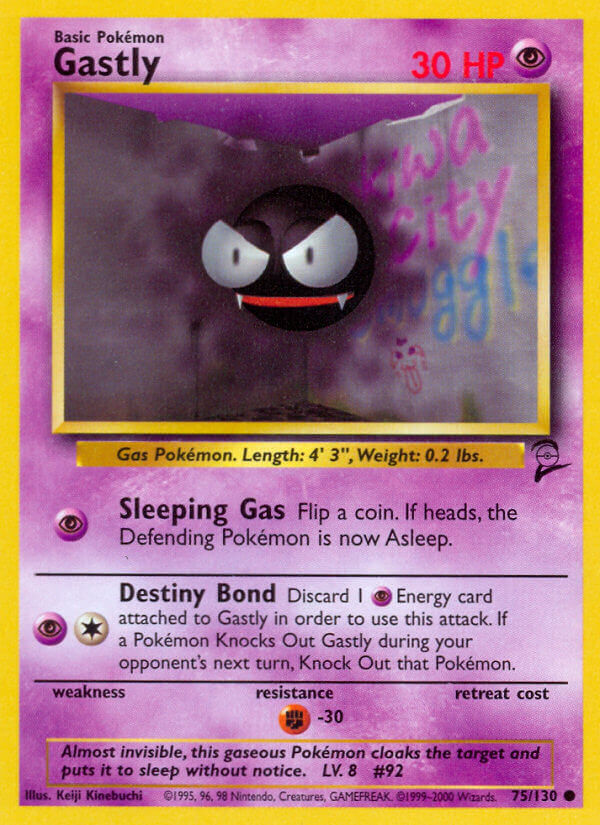 Basic Pokémon
Gastly
30 HP
City
Gas Pokémon. Length: 4' 3", Weight: 0.2 lbs.
Sleeping Gas Flip a coin. If heads, the
Defending Pokémon is now Asleep.
Destiny Bond Discard 1 Energy card
attached to Gastly in order to use this attack. If
a Pokémon Knocks Out Gastly during your
opponent's next turn, Knock Out that Pokémon.
weakness resistance retreat cost
-30
Almost invisible, this gaseous Pokémon cloaks the target and
puts it to sleep without notice. LV. 8 #92
Illus. Keiji Kinebuchi ©1995, 96, 98 Nintendo, Creatures, GAMEFREAK. ©1999-2000 Wizards. 75/130